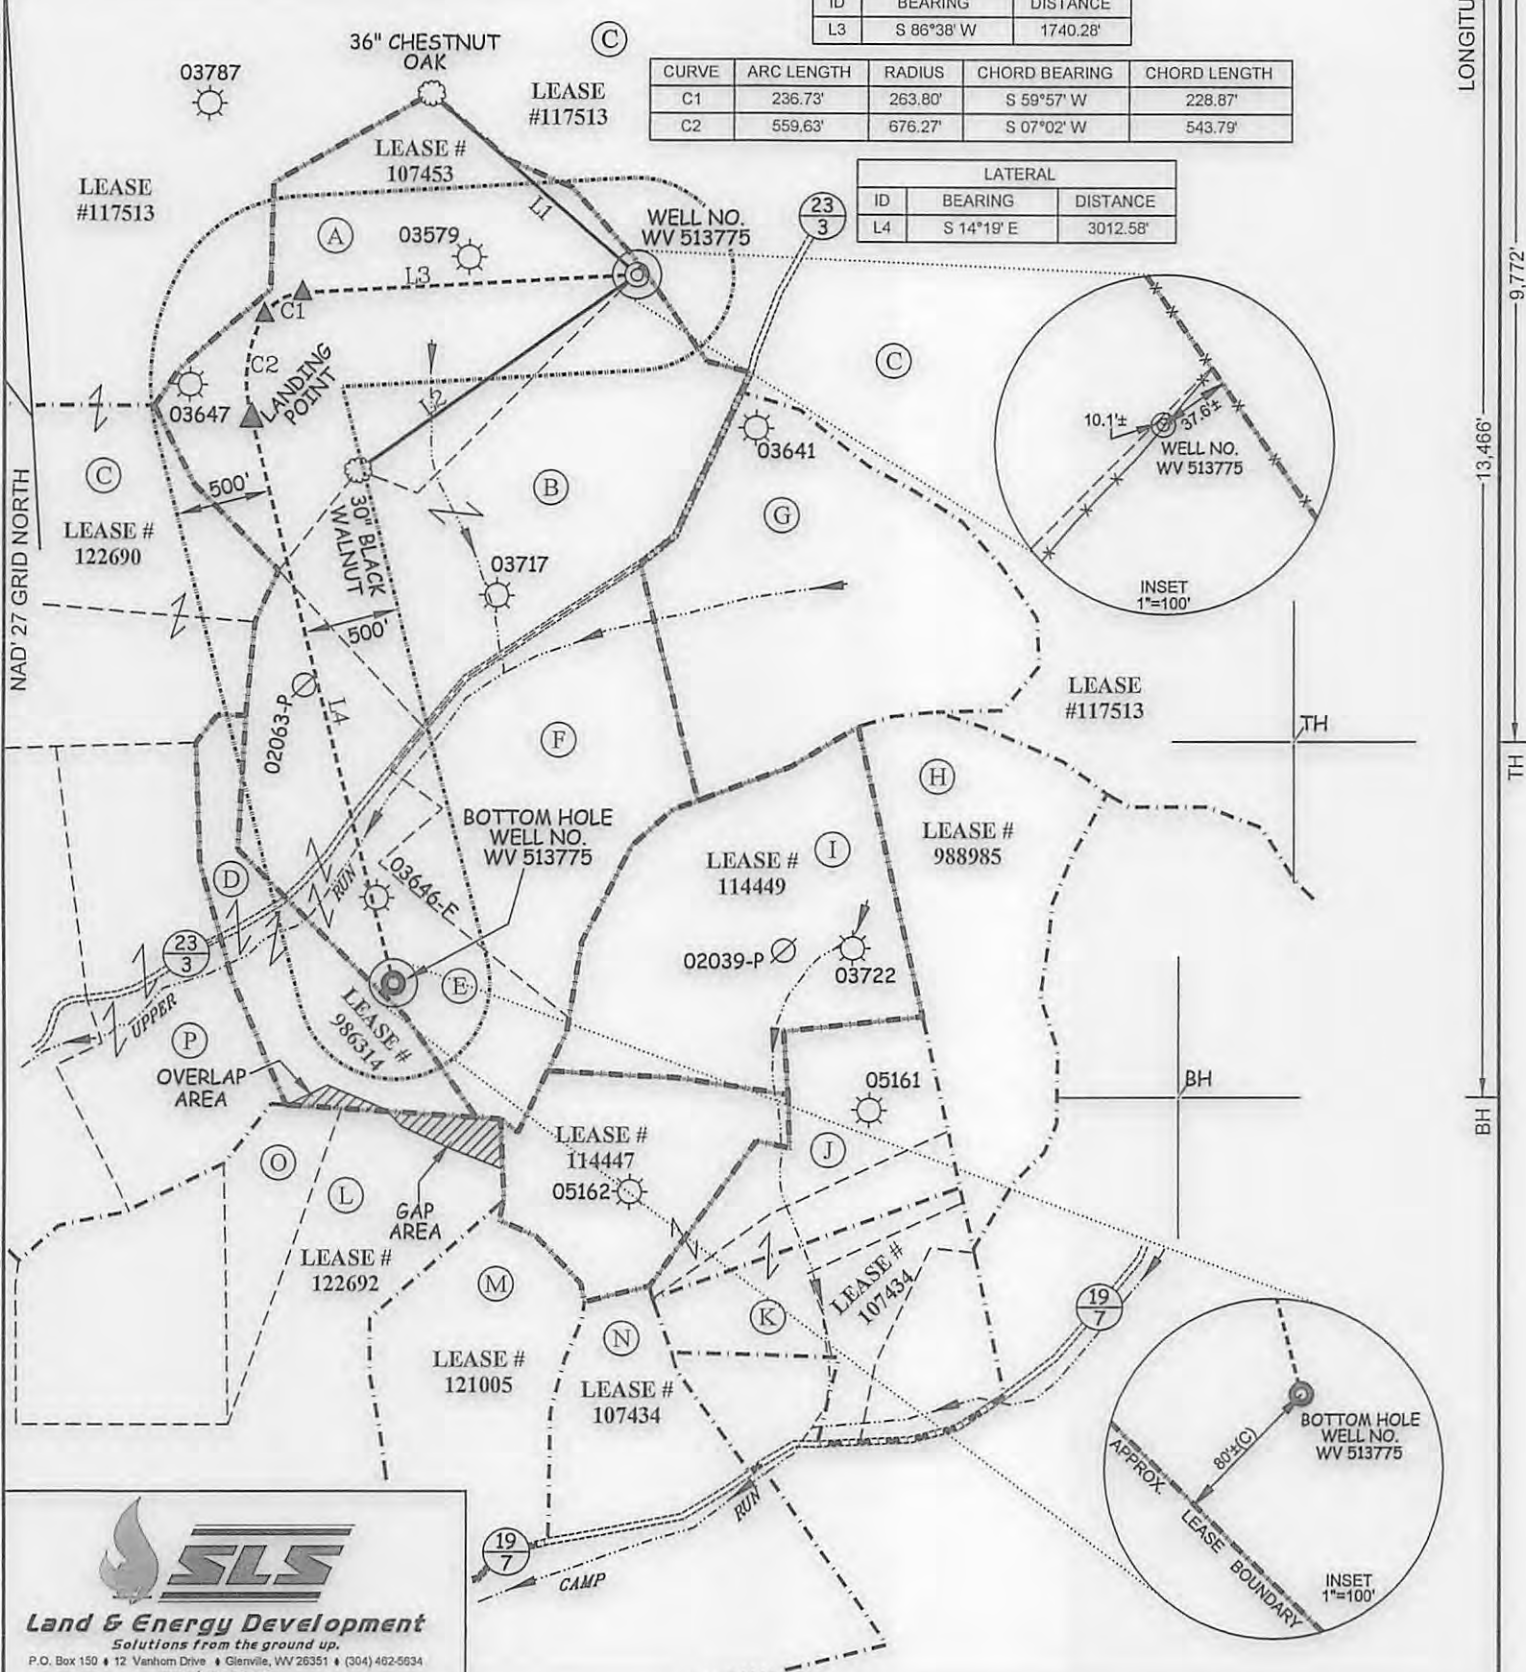 ID BEARING DISTANCE
L3 S 86°38' W 1740.28'
CURVE ARC LENGTH RADIUS CHORD BEARING CHORD LENGTH
C1 236.73' 263.80' S 59°57' W 228.87'
C2 559.63' 676.27' S 07°02' W 543.79'
LATERAL
ID BEARING DISTANCE
L4 S 14°19' E 3012.58'
LONGITU
9,772'
13,466'
TH
BH
36" CHESTNUT
OAK
C
03787
LEASE
#117513
LEASE #
107453
LEASE
#117513
L1
A
03579
WELL NO.
WV 513775
23
3
L3
C1
C2
LANDING
POINT
L2
03647
C
C
03641
10.1'±
37.6'±
WELL NO.
WV 513775
INSET
1"=100'
NAD' 27 GRID NORTH
500'
LEASE #
122690
30" BLACK
WALNUT
B
G
03717
500'
02063-P
L4
LEASE
#117513
TH
F
H
LEASE #
988985
BOTTOM HOLE
WELL NO.
WV 513775
LEASE #
114449
I
D
RUN
03646-F
23
3
UPPER
02039-P
03722
E
LEASE #
986314
P
OVERLAP
AREA
05161
BH
LEASE #
114447
J
05162
O
L
GAP
AREA
LEASE #
122692
M
LEASE #
107434
19
7
K
N
LEASE #
121005
LEASE #
107434
BOTTOM HOLE
WELL NO.
WV 513775
80'±(C)
APPROX.
LEASE BOUNDARY
INSET
1"=100'
RUN
19
7
CAMP
SLS
Land & Energy Development
Solutions from the ground up.
P.O. Box 150 ♦ 12 Vanhorn Drive ♦ Glenville, WV 26351 ♦ (304) 462-5634